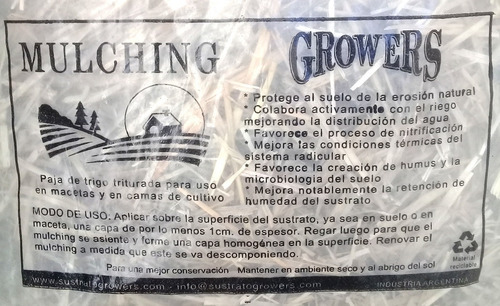 MULCHING
GROWERS
* Protege al suelo de la erosión natural
* Colabora activamente con el riego
mejorando la distribución del agua
* Favorece el proceso de nitrificación
* Mejora las condiciones térmicas del
sistema radicular
* Favorece la creación de humus y la
microbiologia del suelo
* Mejora notablemente la retención de
humedad del sustrato
Paja de trigo triturada para uso
en macetas y en camas de cultivo
MODO DE USO: Aplicar sobre la superficie del sustrato, ya sea en suelo o en
maceta, una capa de por lo menos 1cm. de espesor. Regar luego para que el
mulching se asiente y forme una capa homogénea en la superficie. Renovar el
mulching a medida que este se va descomponiendo.
Material
reciclable
Para una mejor conservación Mantener en ambiente seco y al abrigo del sol
www.sustratogrowers.com - info@sustratogrowers.com
INDUSTRIA ARGENTINA